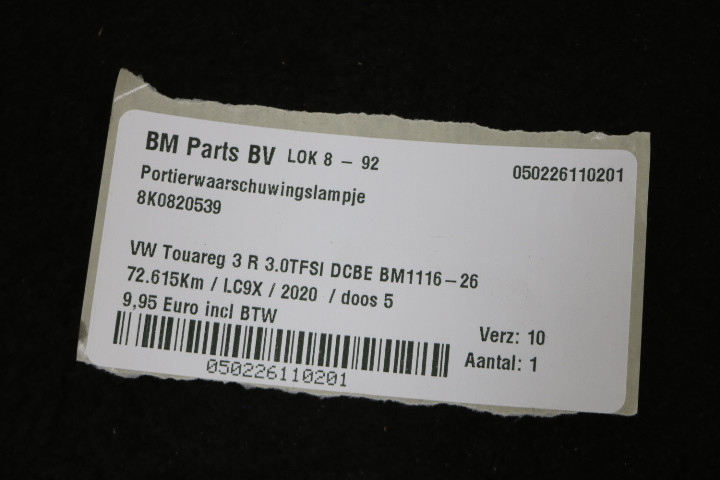 BM Parts BV LOK 8 - 92 050226110201
Portierwaarschuwingslampje
8K0820539
VW Touareg 3 R 3.0TFSI DCBE BM1116-26
72.615Km / LC9X / 2020 / doos 5
9,95 Euro incl BTW
Verz: 10
Aantal: 1
050226110201